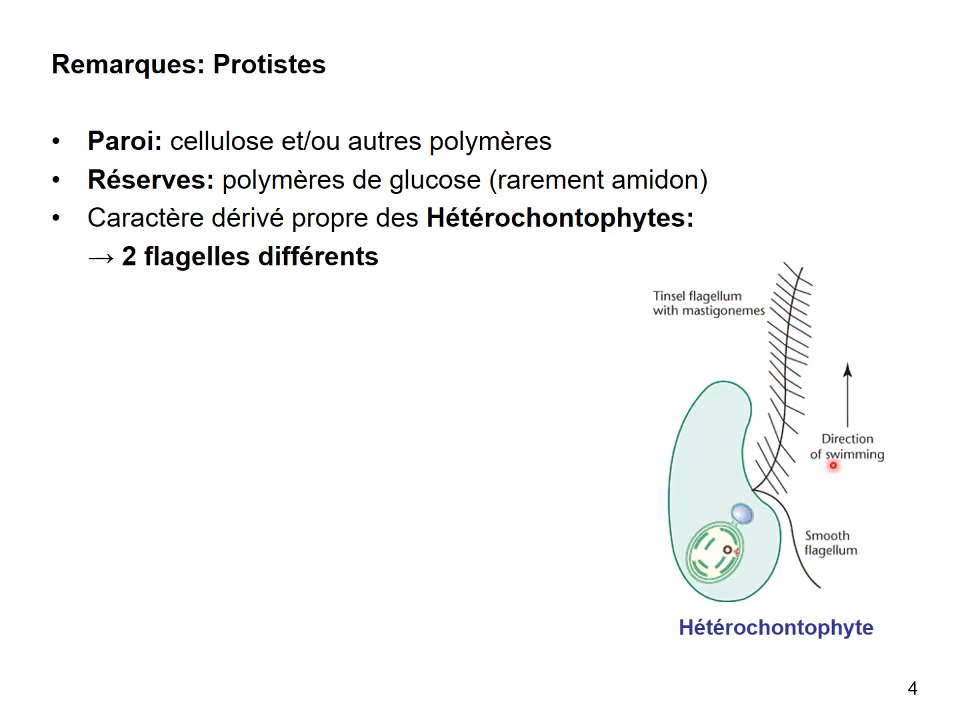 Remarques: Protistes
• Paroi: cellulose et/ou autres polymères
• Réserves: polymères de glucose (rarement amidon)
• Caractère dérivé propre des Hétérochontophytes:
→ 2 flagelles différents
Tinsel flagellum
with mastigonemes
Direction
of swimming
Smooth
flagellum
Hétérochontophyte
4